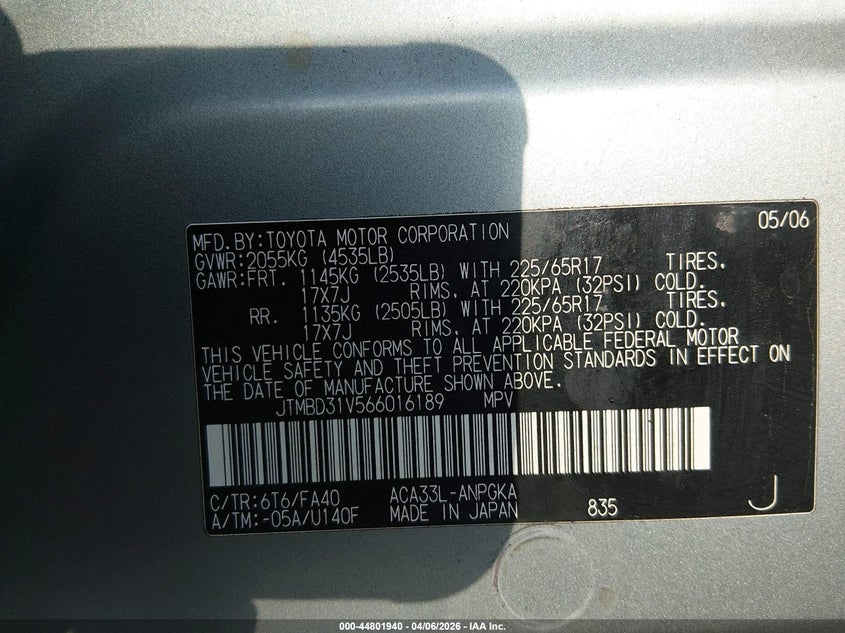 05/06
MFD.BY:TOYOTA MOTOR CORPORATION
GVWR:2055KG (4535LB)
GAWR:FRT. 1145KG (2535LB) WITH 225/65R17 TIRES.
17X7J RIMS, AT 220KPA (32PSI) COLD.
RR. 1135KG (2505LB) WITH 225/65R17 TIRES.
17X7J RIMS, AT 220KPA (32PSI) COLD.
THIS VEHICLE CONFORMS TO ALL APPLICABLE FEDERAL MOTOR
VEHICLE SAFETY AND THEFT PREVENTION STANDARDS IN EFFECT ON
THE DATE OF MANUFACTURE SHOWN ABOVE.
JTMBD31V566016189 MPV
C/TR:6T6/FA40 ACA33L-ANPGKA
A/TM:-05A/U140F MADE IN JAPAN 835 J
000-44801940 - 04/06/2026 - IAA Inc.